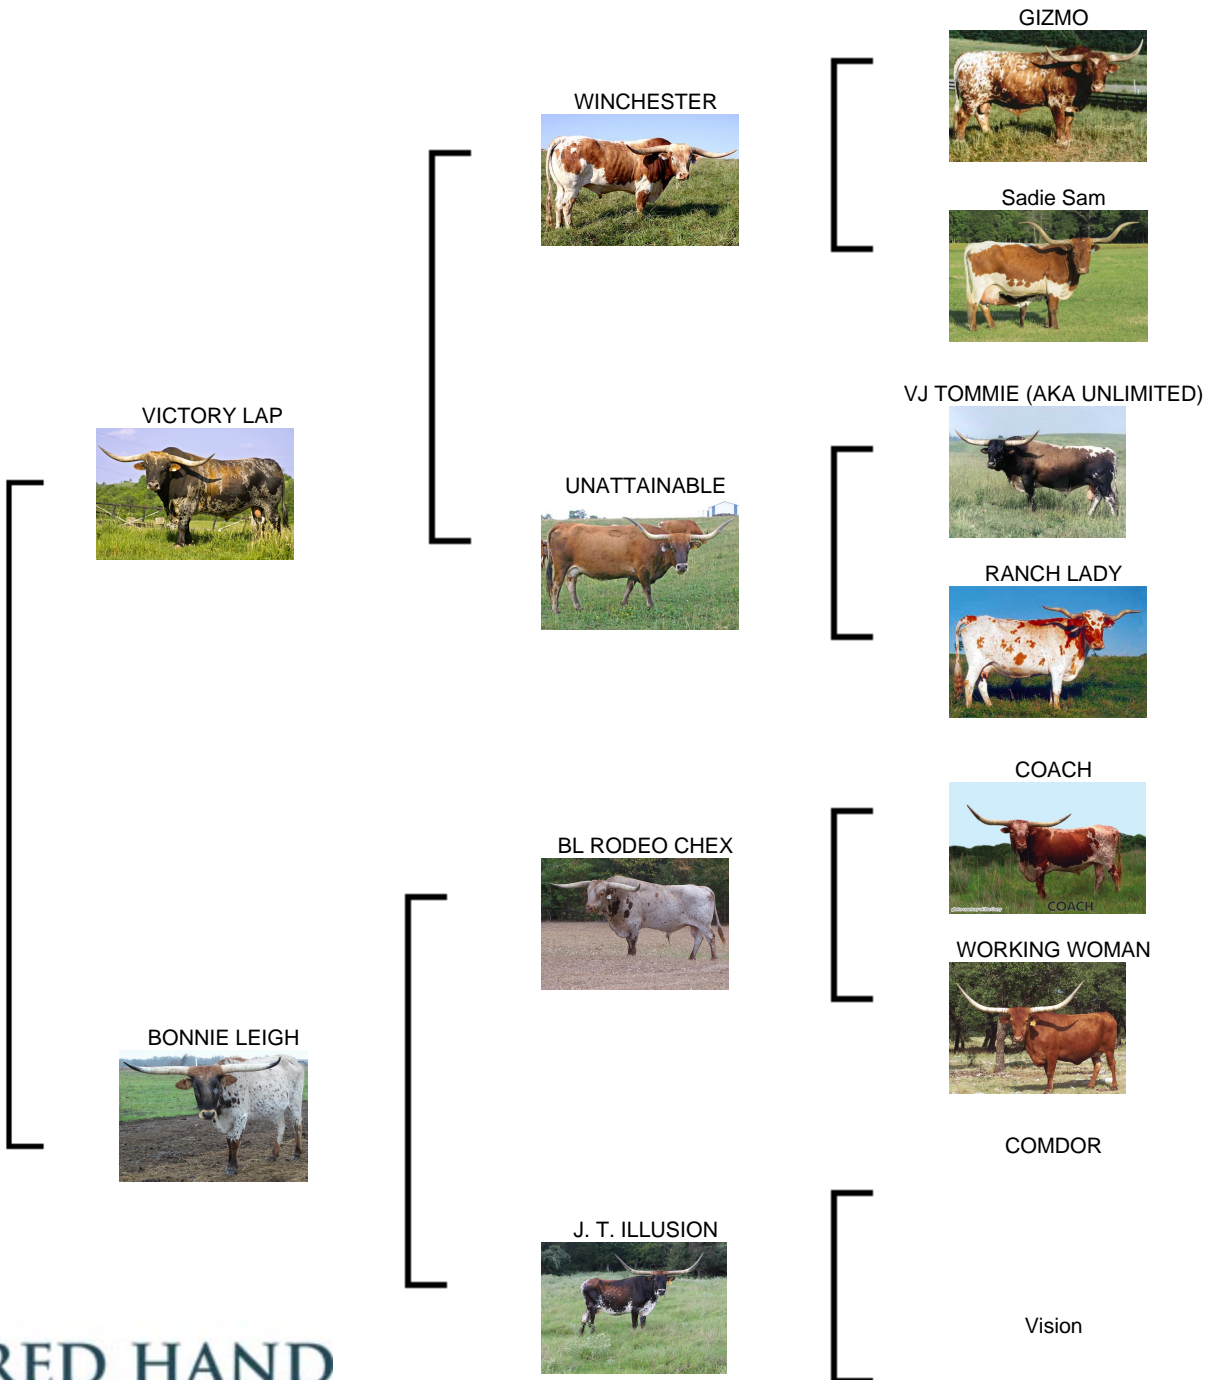 GIZMO
WINCHESTER
Sadie Sam
VICTORY LAP
VJ TOMMIE (AKA UNLIMITED)
UNATTAINABLE
RANCH LADY
COACH
COACH
BL RODEO CHEX
WORKING WOMAN
BONNIE LEIGH
COMDOR
J. T. ILLUSION
Vision
RED HAND